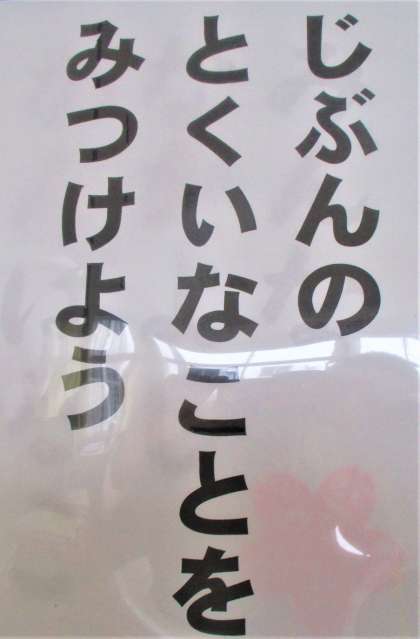 じぶんの
とくいなことを
みつけよう